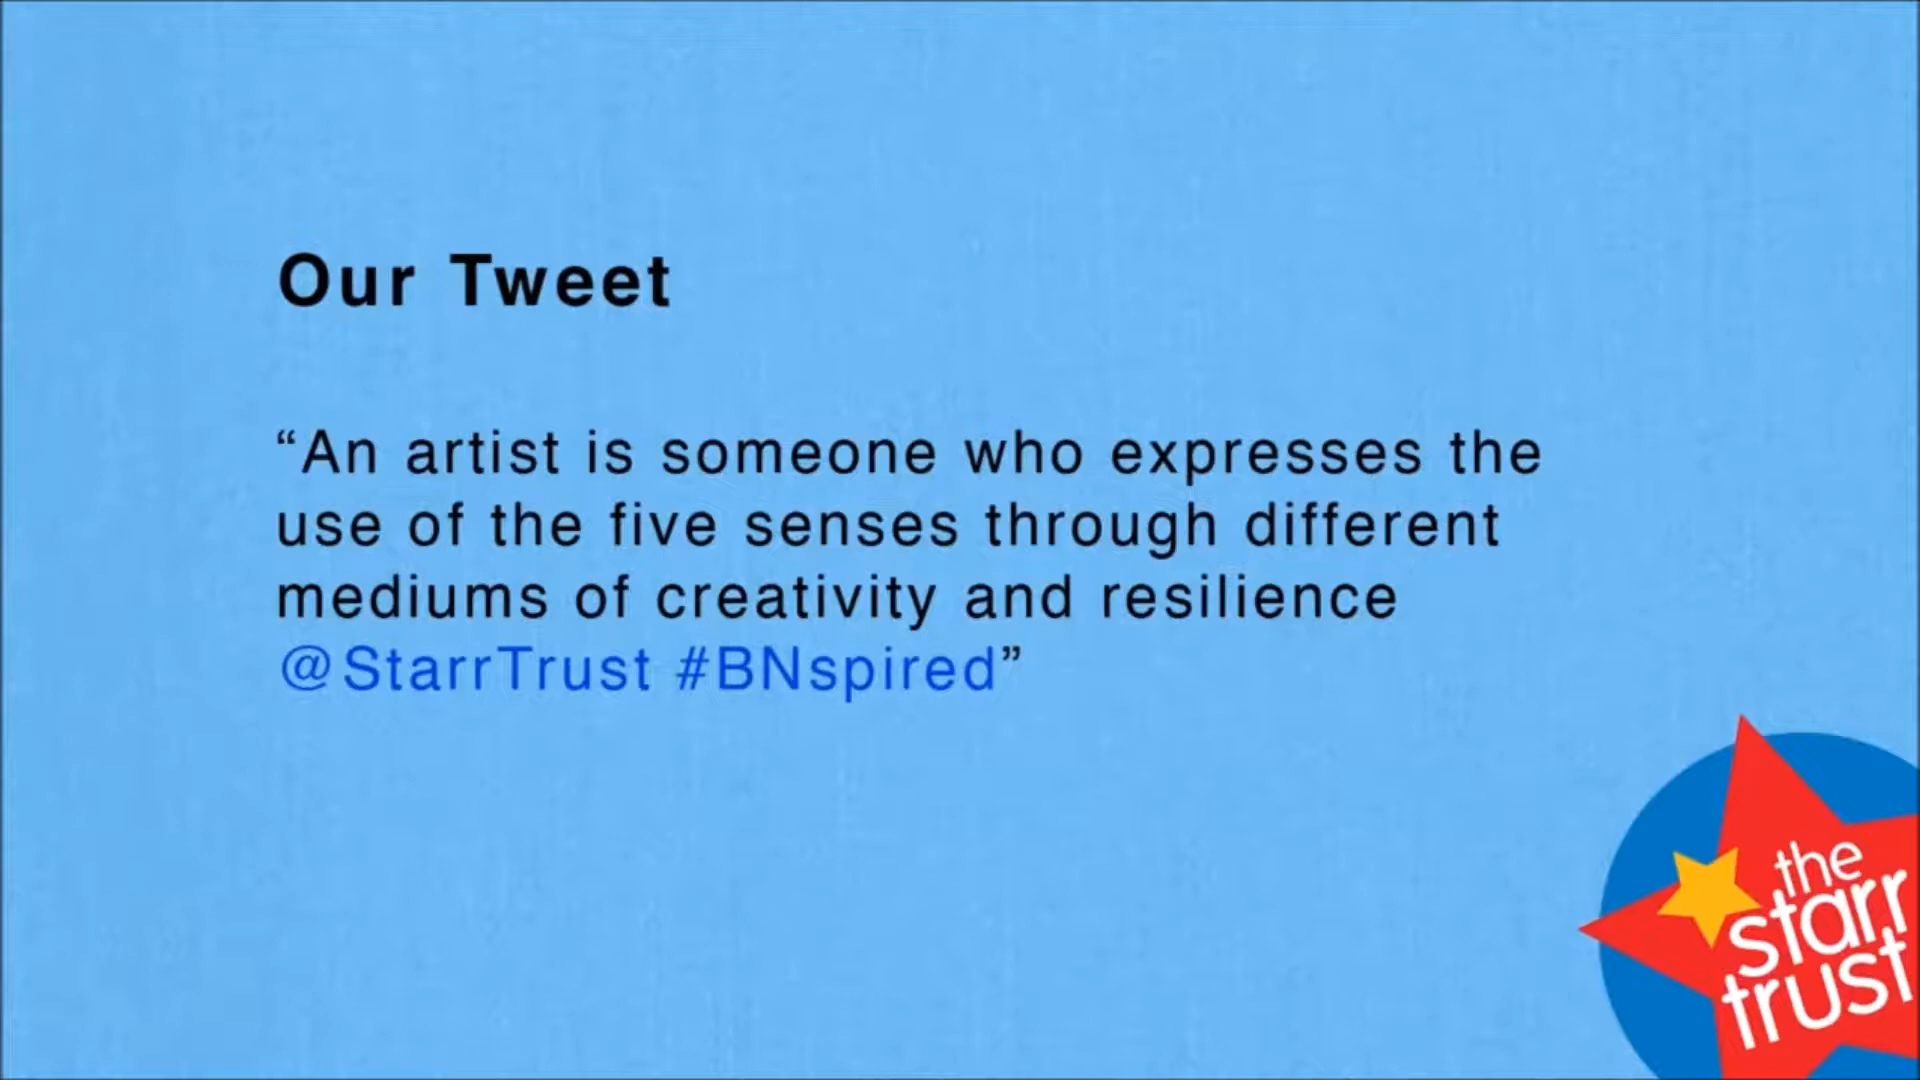 Our Tweet
“An artist is someone who expresses the
use of the five senses through different
mediums of creativity and resilience
@StarrTrust #BNspired”
the
starr
trust